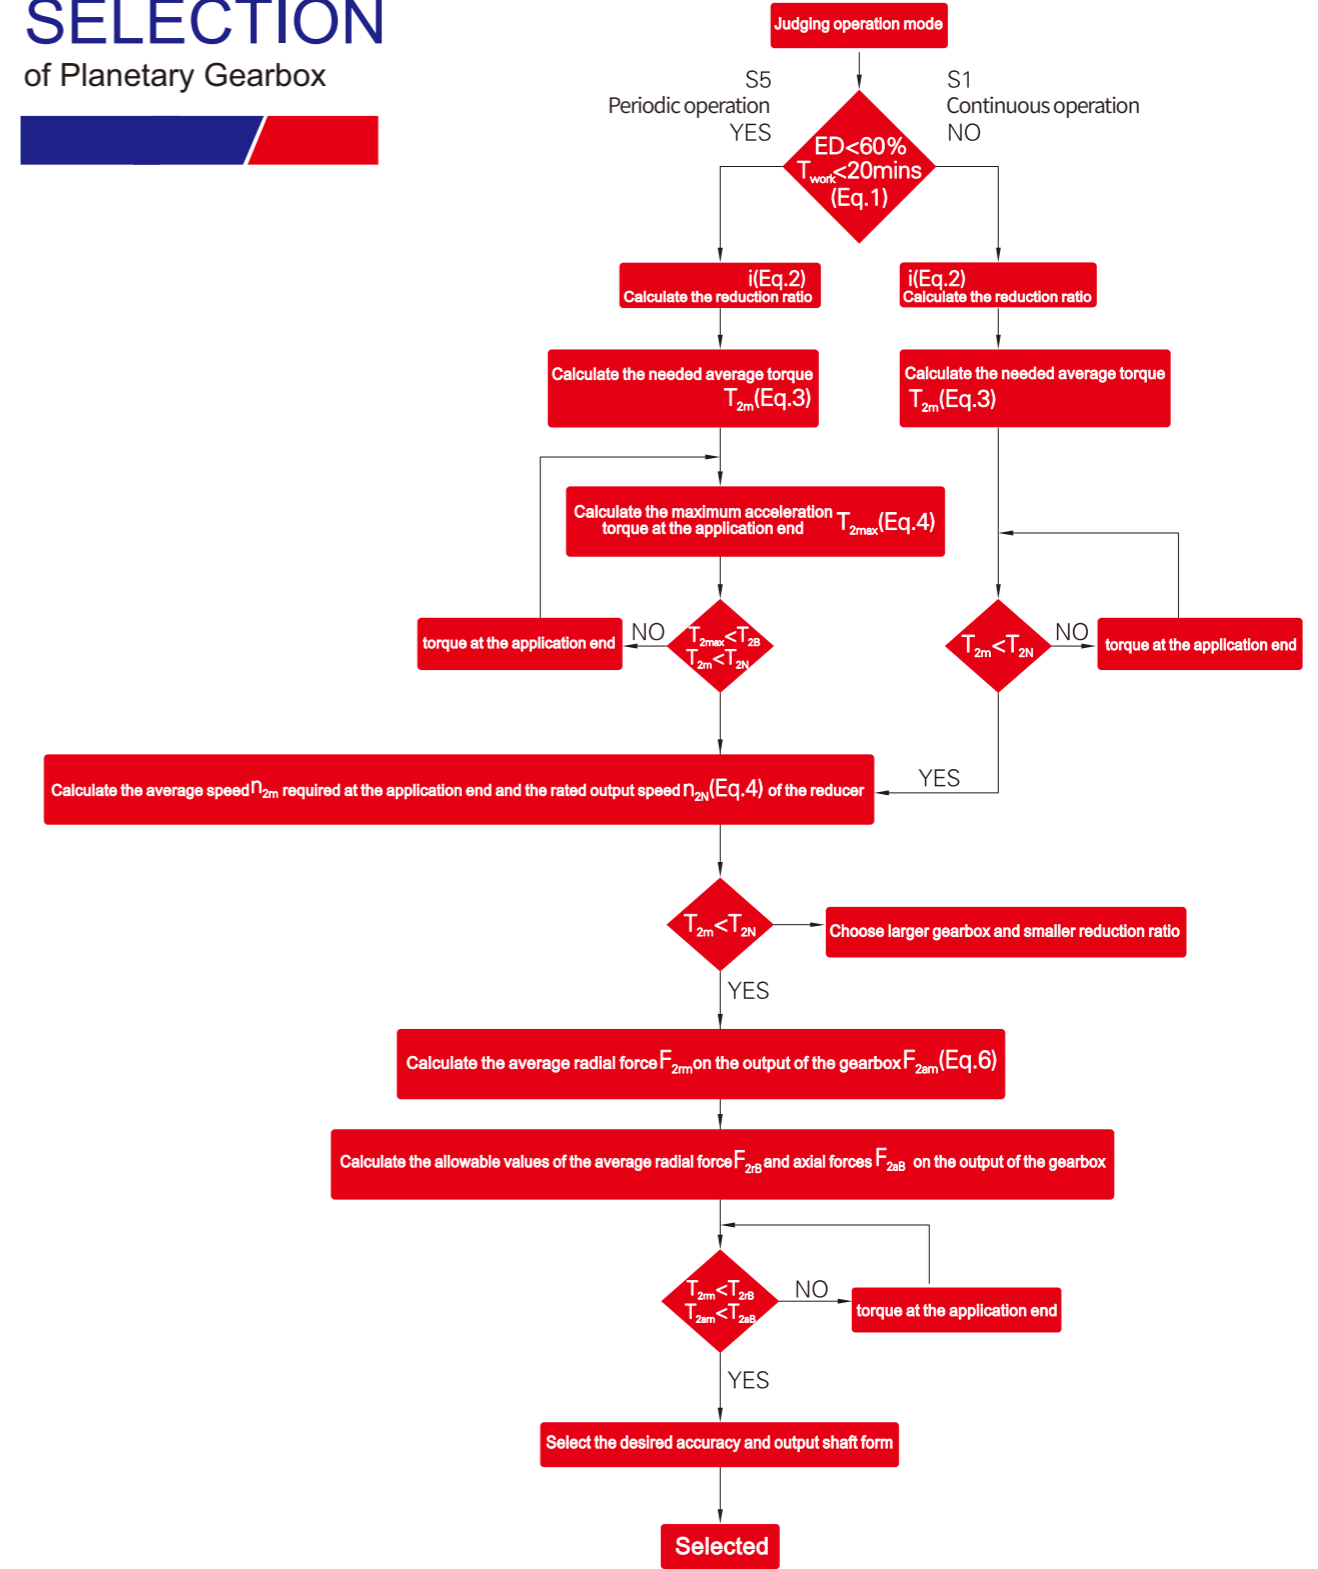 SELECTION
of Planetary Gearbox
Judging operation mode
S5
Periodic operation
YES
S1
Continuous operation
NO
ED<60%
Twork<20mins
(Eq.1)
i(Eq.2)
Calculate the reduction ratio
i(Eq.2)
Calculate the reduction ratio
Calculate the needed average torque
T2m(Eq.3)
Calculate the needed average torque
T2m(Eq.3)
Calculate the maximum acceleration
torque at the application end T2max(Eq.4)
torque at the application end
NO
T2max<T2B
T2m<T2N
T2m<T2N
NO
torque at the application end
YES
Calculate the average speed n2m required at the application end and the rated output speed n2N(Eq.4) of the reducer
T2m<T2N
Choose larger gearbox and smaller reduction ratio
YES
Calculate the average radial force F2rm on the output of the gearbox F2am(Eq.6)
Calculate the allowable values of the average radial force F2rB and axial forces F2aB on the output of the gearbox
T2rm<T2rB
T2am<T2aB
NO
torque at the application end
YES
Select the desired accuracy and output shaft form
Selected